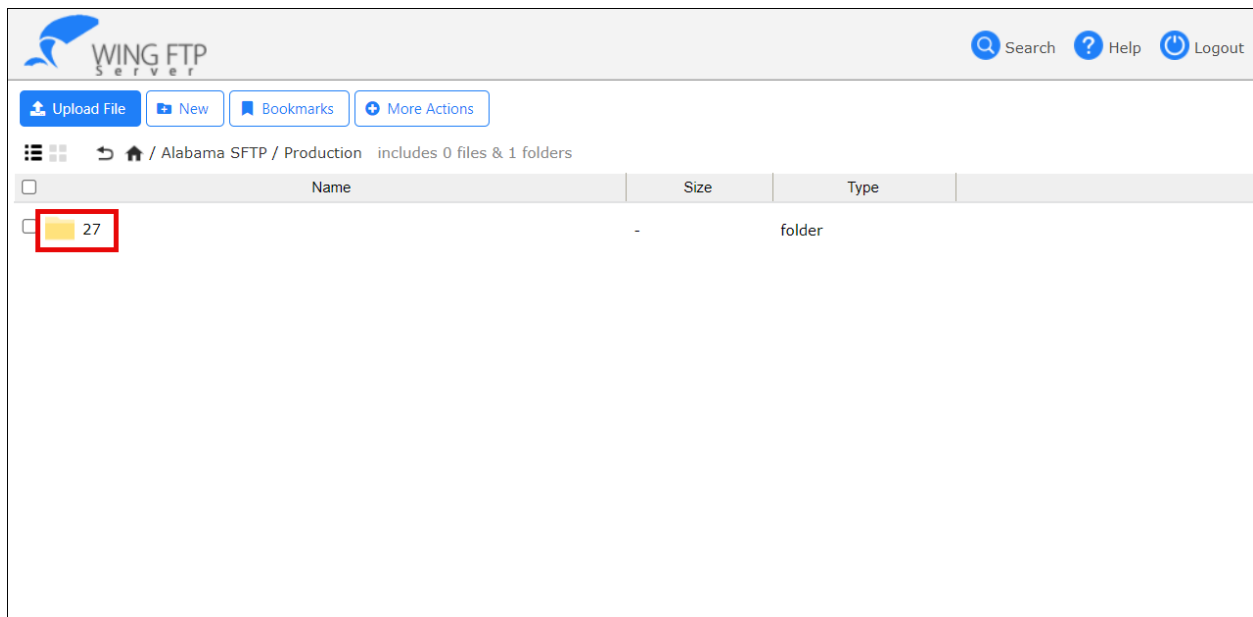 WING FTP
Server
Search Help Logout
Upload File New Bookmarks More Actions
/ Alabama SFTP / Production includes 0 files & 1 folders
Name Size Type
27 - folder